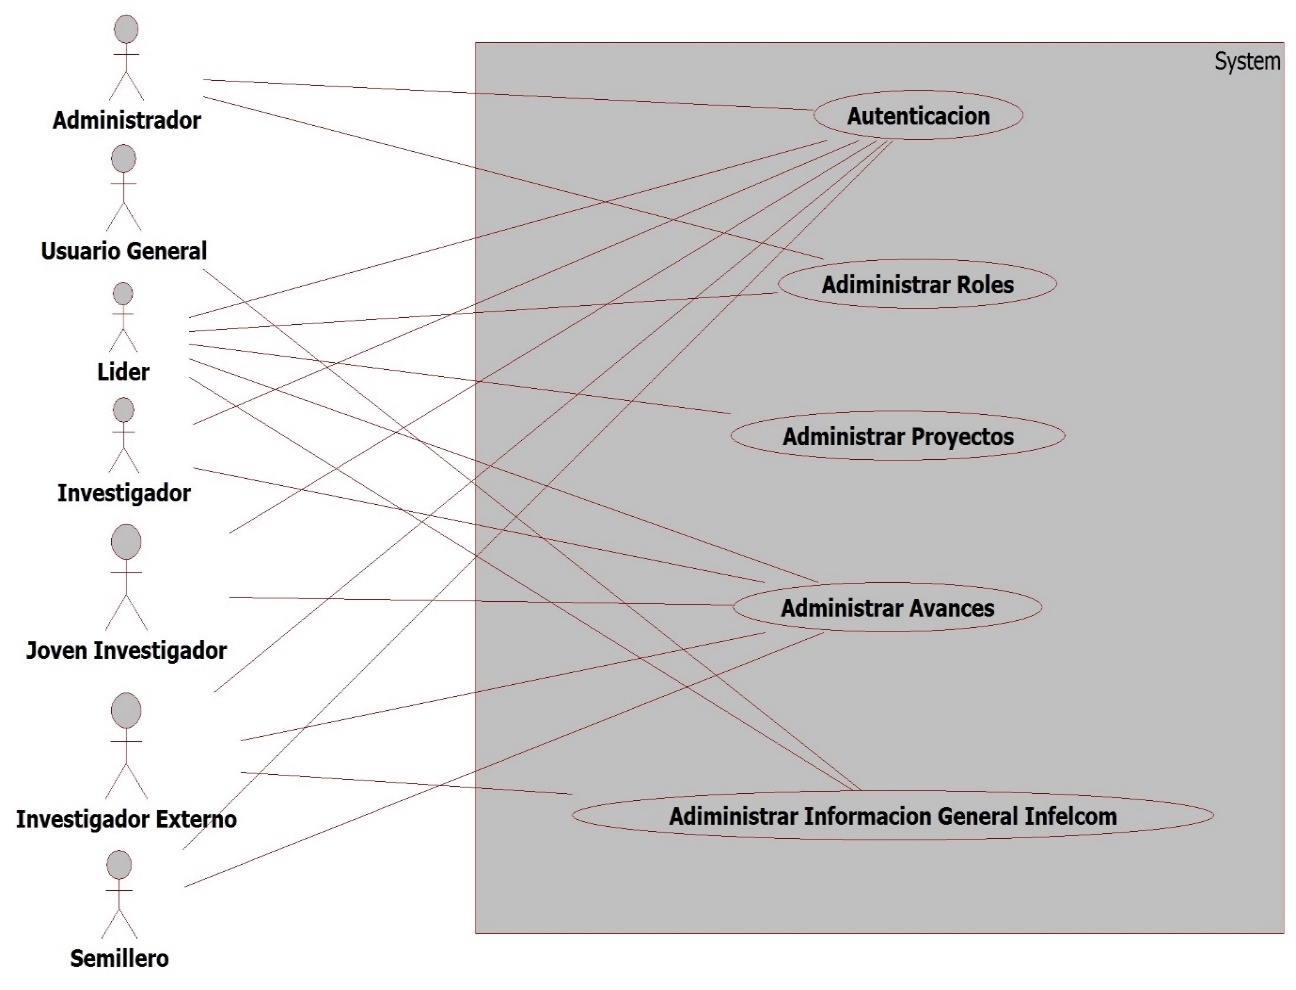 System
Administrador
Usuario General
Lider
Investigador
Joven Investigador
Investigador Externo
Semillero
Autenticacion
Adiministrar Roles
Administrar Proyectos
Administrar Avances
Adiministrar Informacion General Infelcom